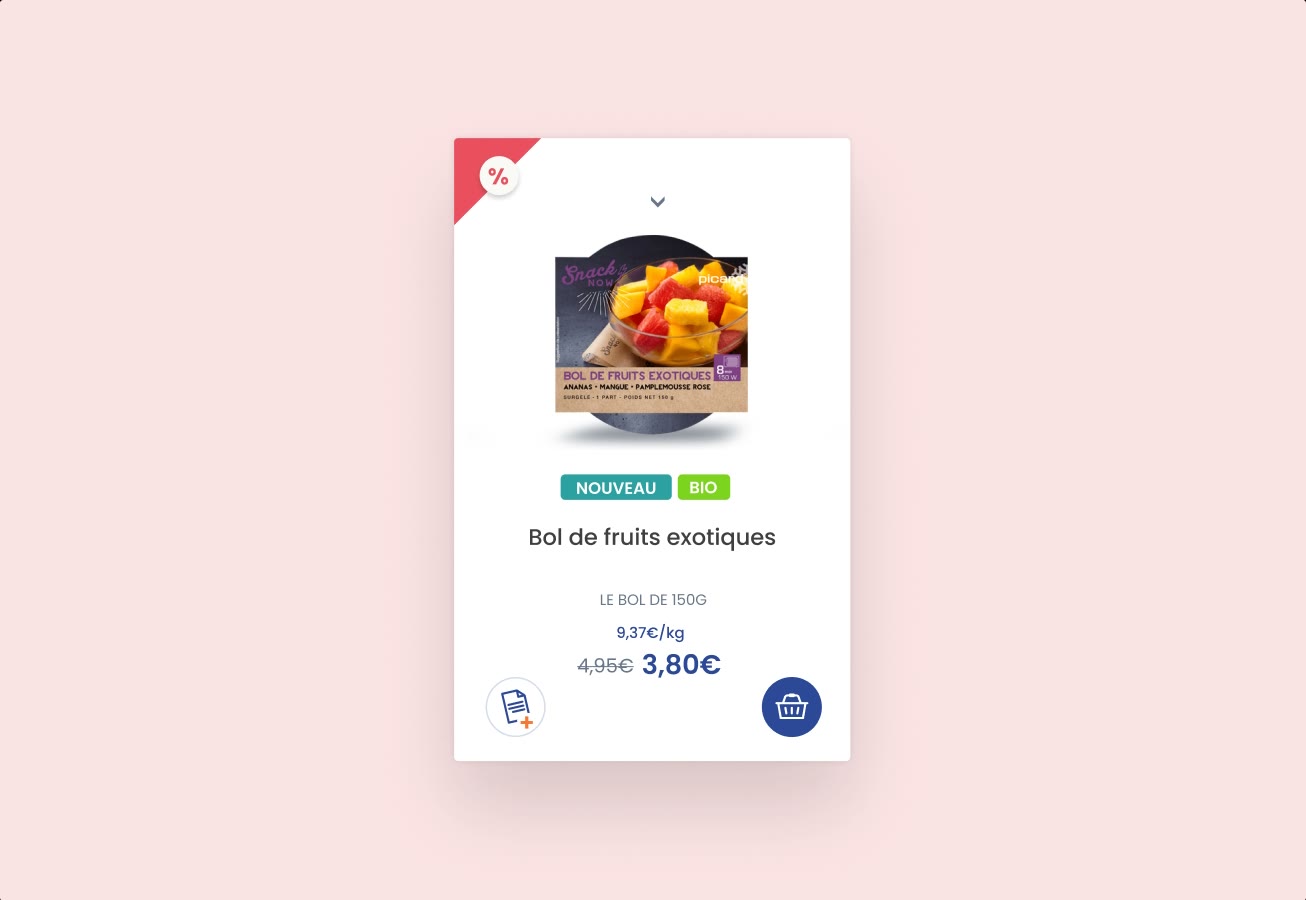 %
Snack
NOW
picard
BOL DE FRUITS EXOTIQUES
8 min
150 W
ANANAS • MANGUE • PAMPLEMOUSSE ROSE
SURGELÉ - 1 PART - POIDS NET 150 g
NOUVEAU BIO
Bol de fruits exotiques
LE BOL DE 150G
9,37€/kg
4,95€ 3,80€